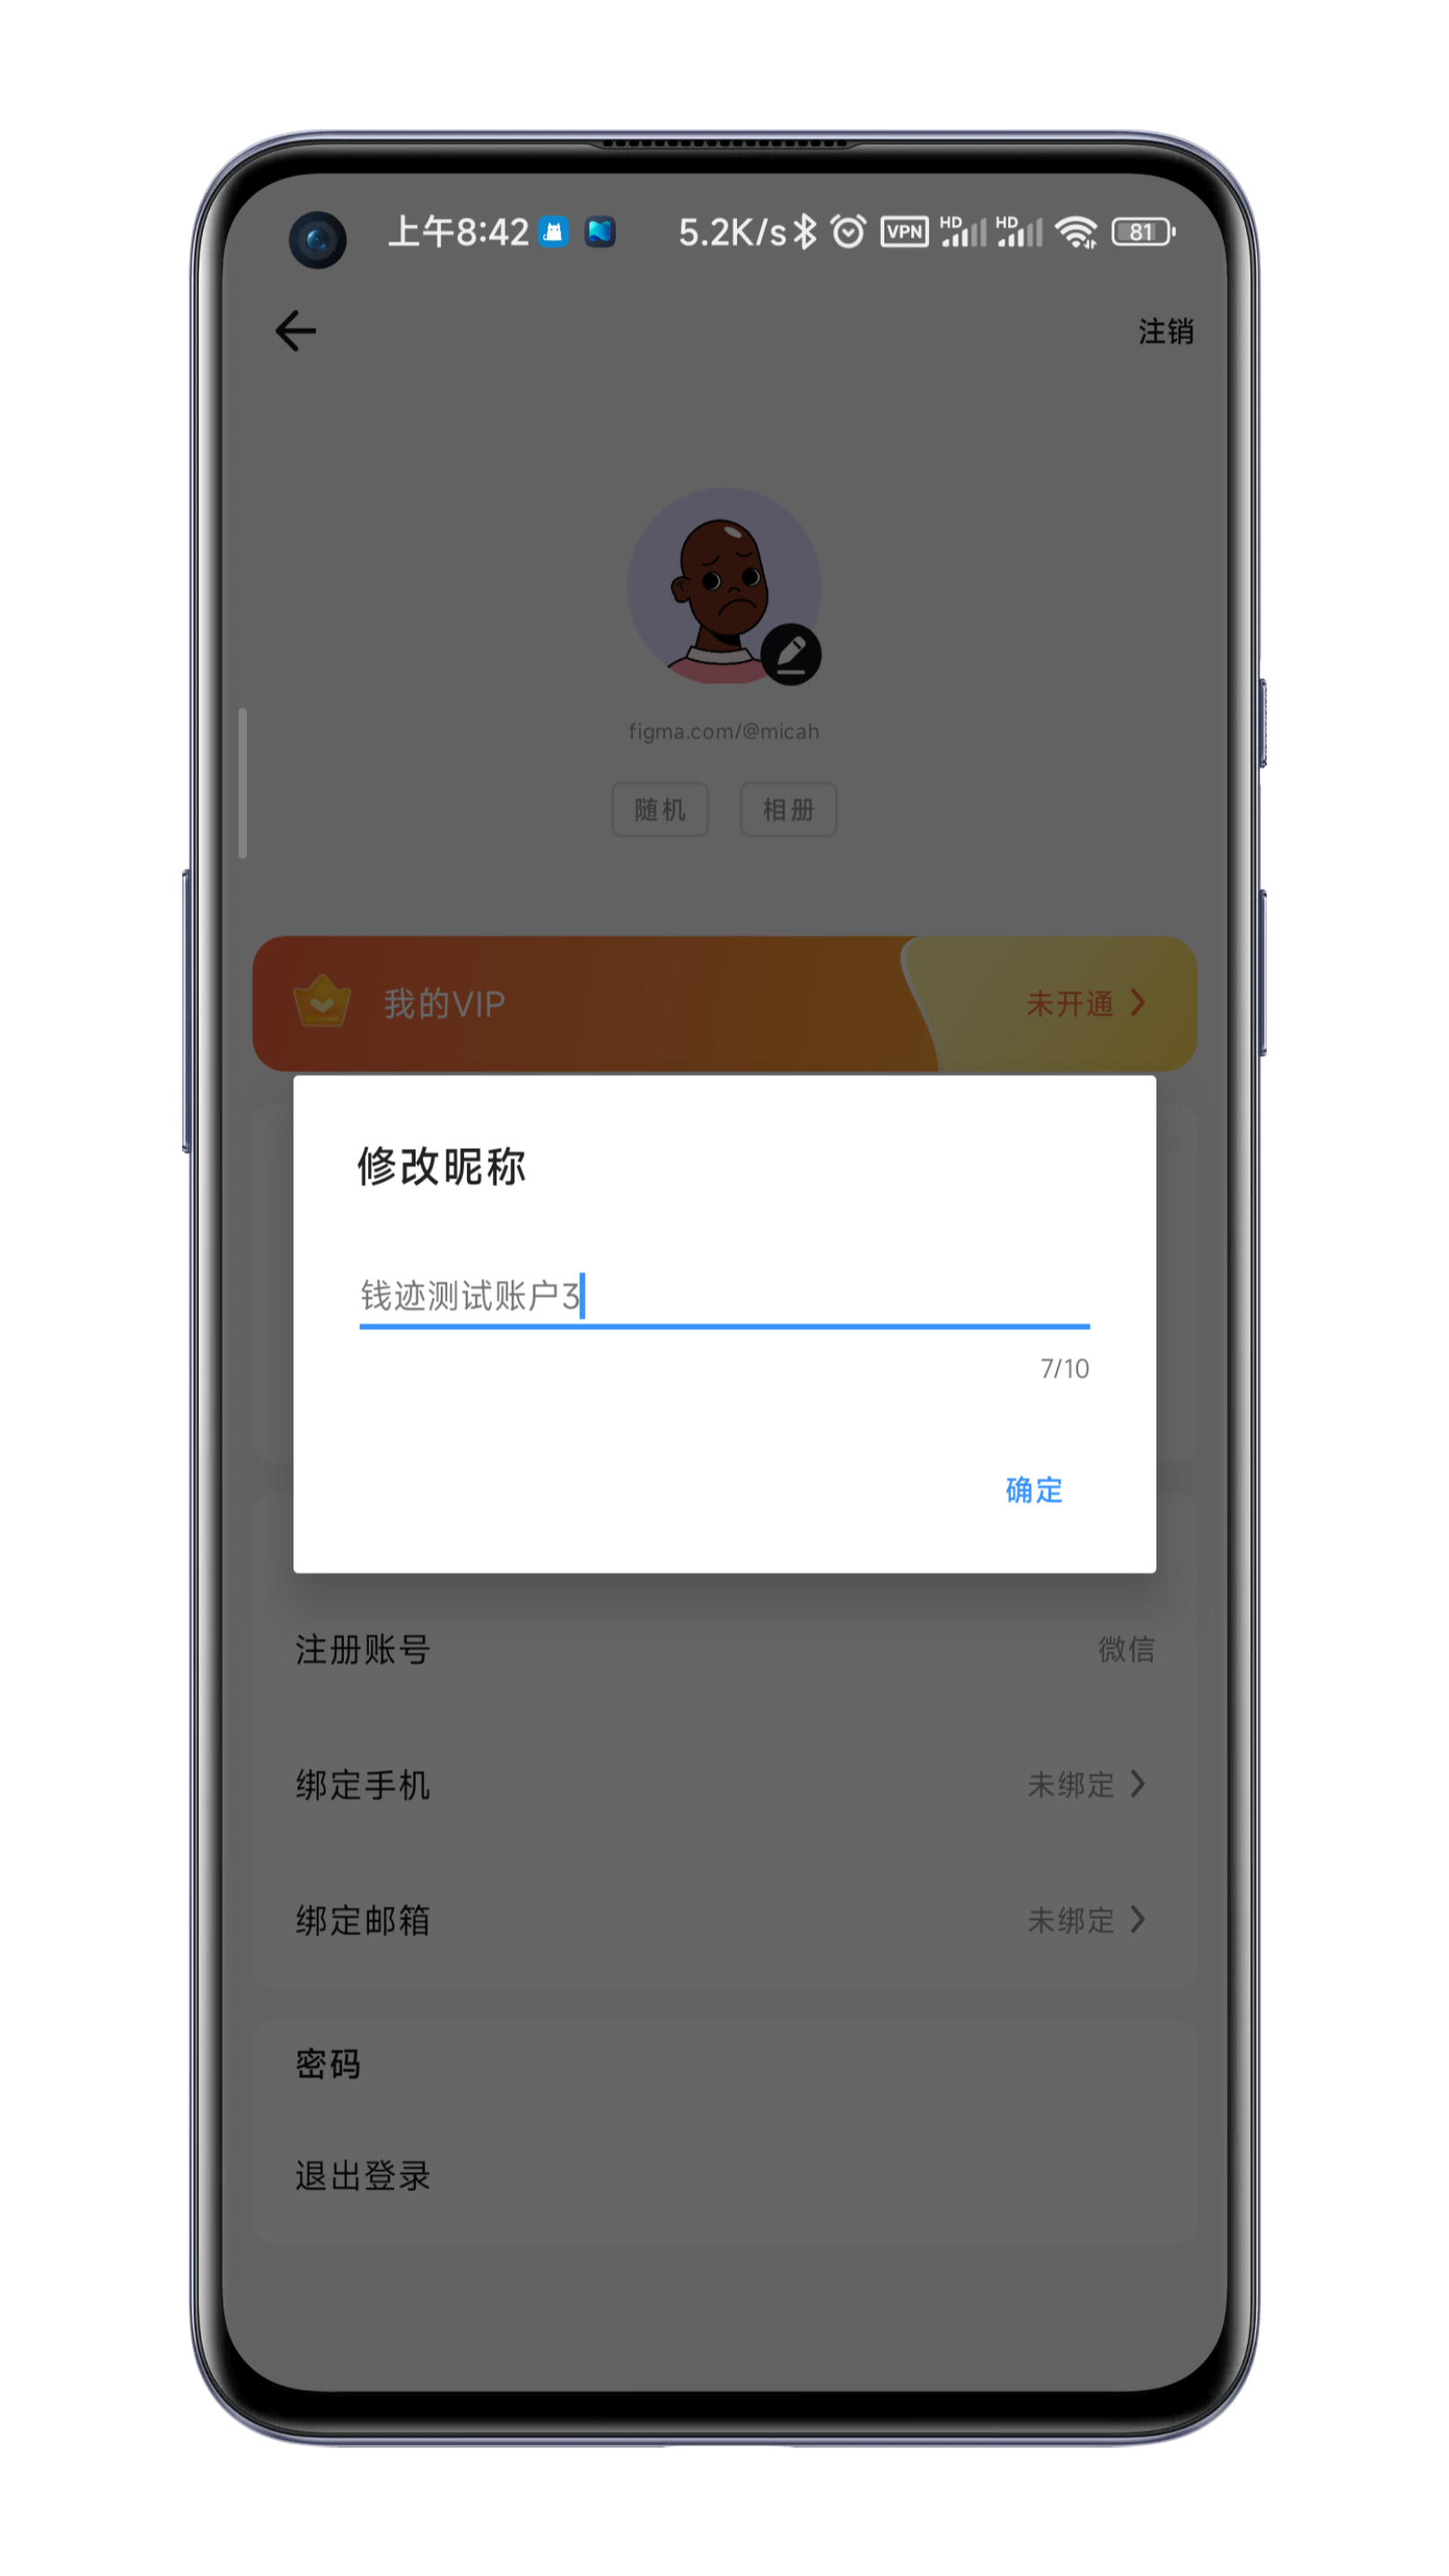 上午8:42 5.2K/s VPN HD HD 81
注销
figma.com/@micah
随机 相册
我的VIP 未开通
修改昵称
钱迹测试账户3
7/10
确定
注册账号 微信
绑定手机 未绑定
绑定邮箱 未绑定
密码
退出登录